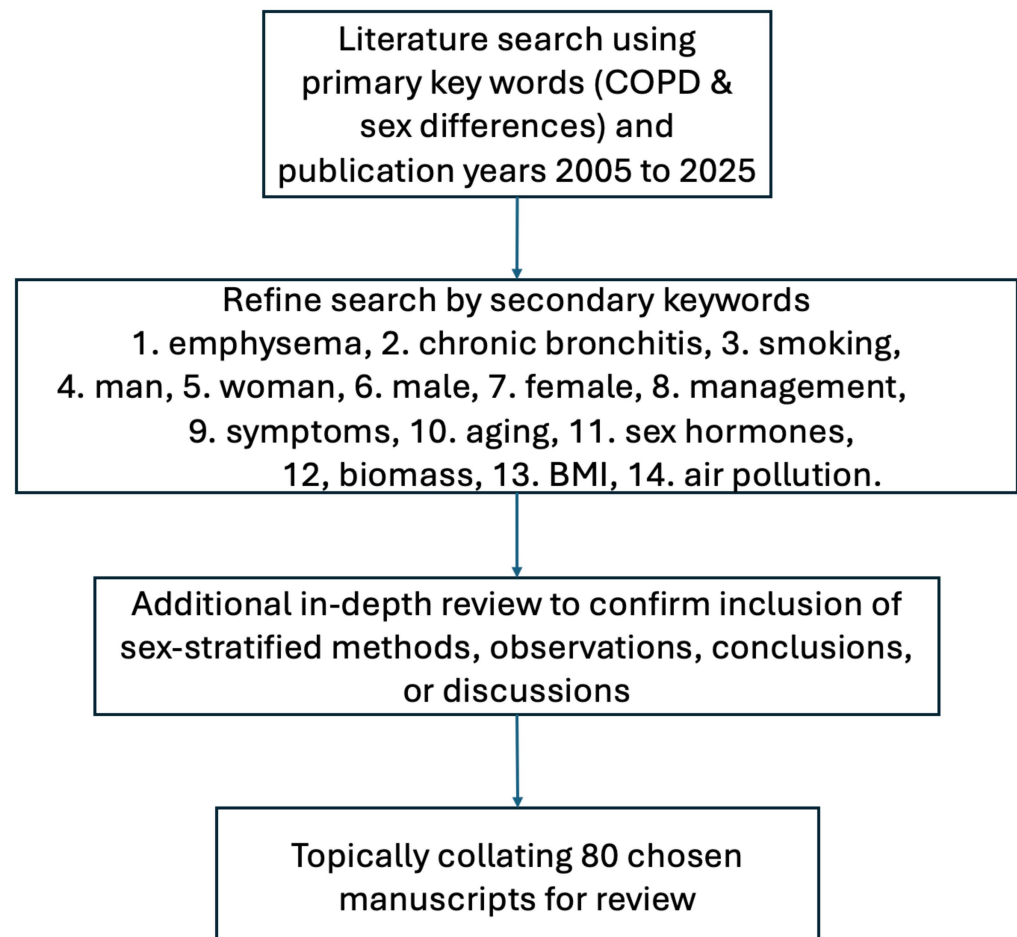 Literature search using
primary key words (COPD &
sex differences) and
publication years 2005 to 2025
Refine search by secondary keywords
1. emphysema, 2. chronic bronchitis, 3. smoking,
4. man, 5. woman, 6. male, 7. female, 8. management,
9. symptoms, 10. aging, 11. sex hormones,
12, biomass, 13. BMI, 14. air pollution.
Additional in-depth review to confirm inclusion of
sex-stratified methods, observations, conclusions,
or discussions
Topically collating 80 chosen
manuscripts for review